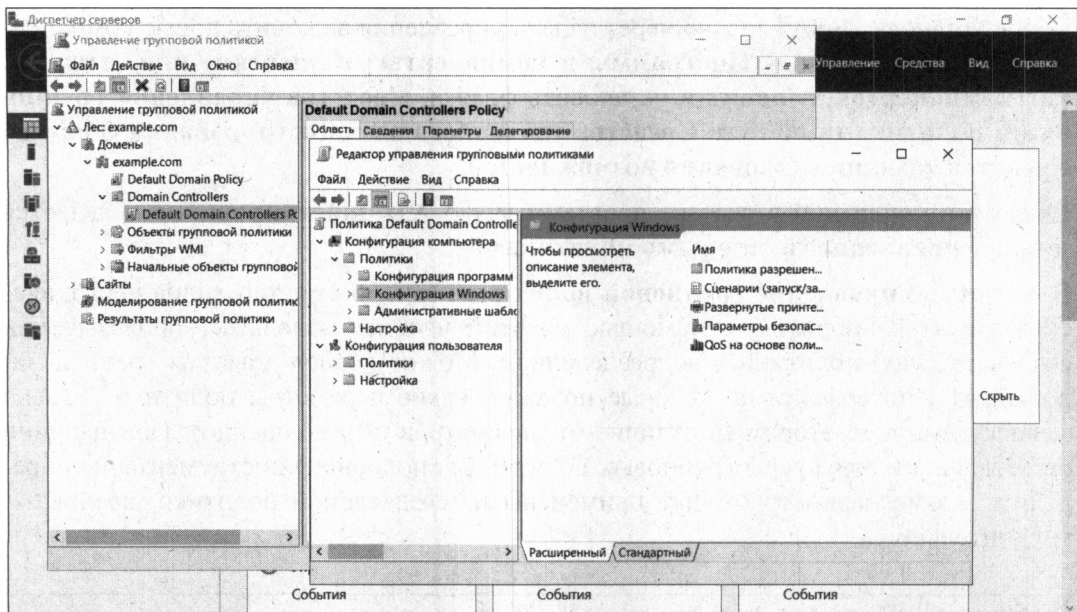 Диспетчер серверов
Управление групповой политикой
Файл Действие Вид Окно Справка
Управление Средства Вид Справка
Управление групповой политикой
Лес: example.com
Домены
example.com
Default Domain Policy
Domain Controllers
Default Domain Controllers Pc
Объекты групповой политики
Фильтры WMI
Начальные объекты групповой
Сайты
Моделирование групповой политик
Результаты групповой политики
Default Domain Controllers Policy
Область Сведения Параметры Делегирование
Редактор управления групповыми политиками
Файл Действие Вид Справка
Политика Default Domain Controlle
Конфигурация компьютера
Политики
Конфигурация программ
Конфигурация Windows
Административные шабло
Настройка
Конфигурация пользователя
Политики
Настройка
Конфигурация Windows
Чтобы просмотреть
описание элемента,
выделите его.
Имя
Политика разрешен...
Сценарии (запуск/за...
Развернутые принте...
Параметры безопас...
QoS на основе поли...
Расширенный Стандартный
Скрыть
События
События
События